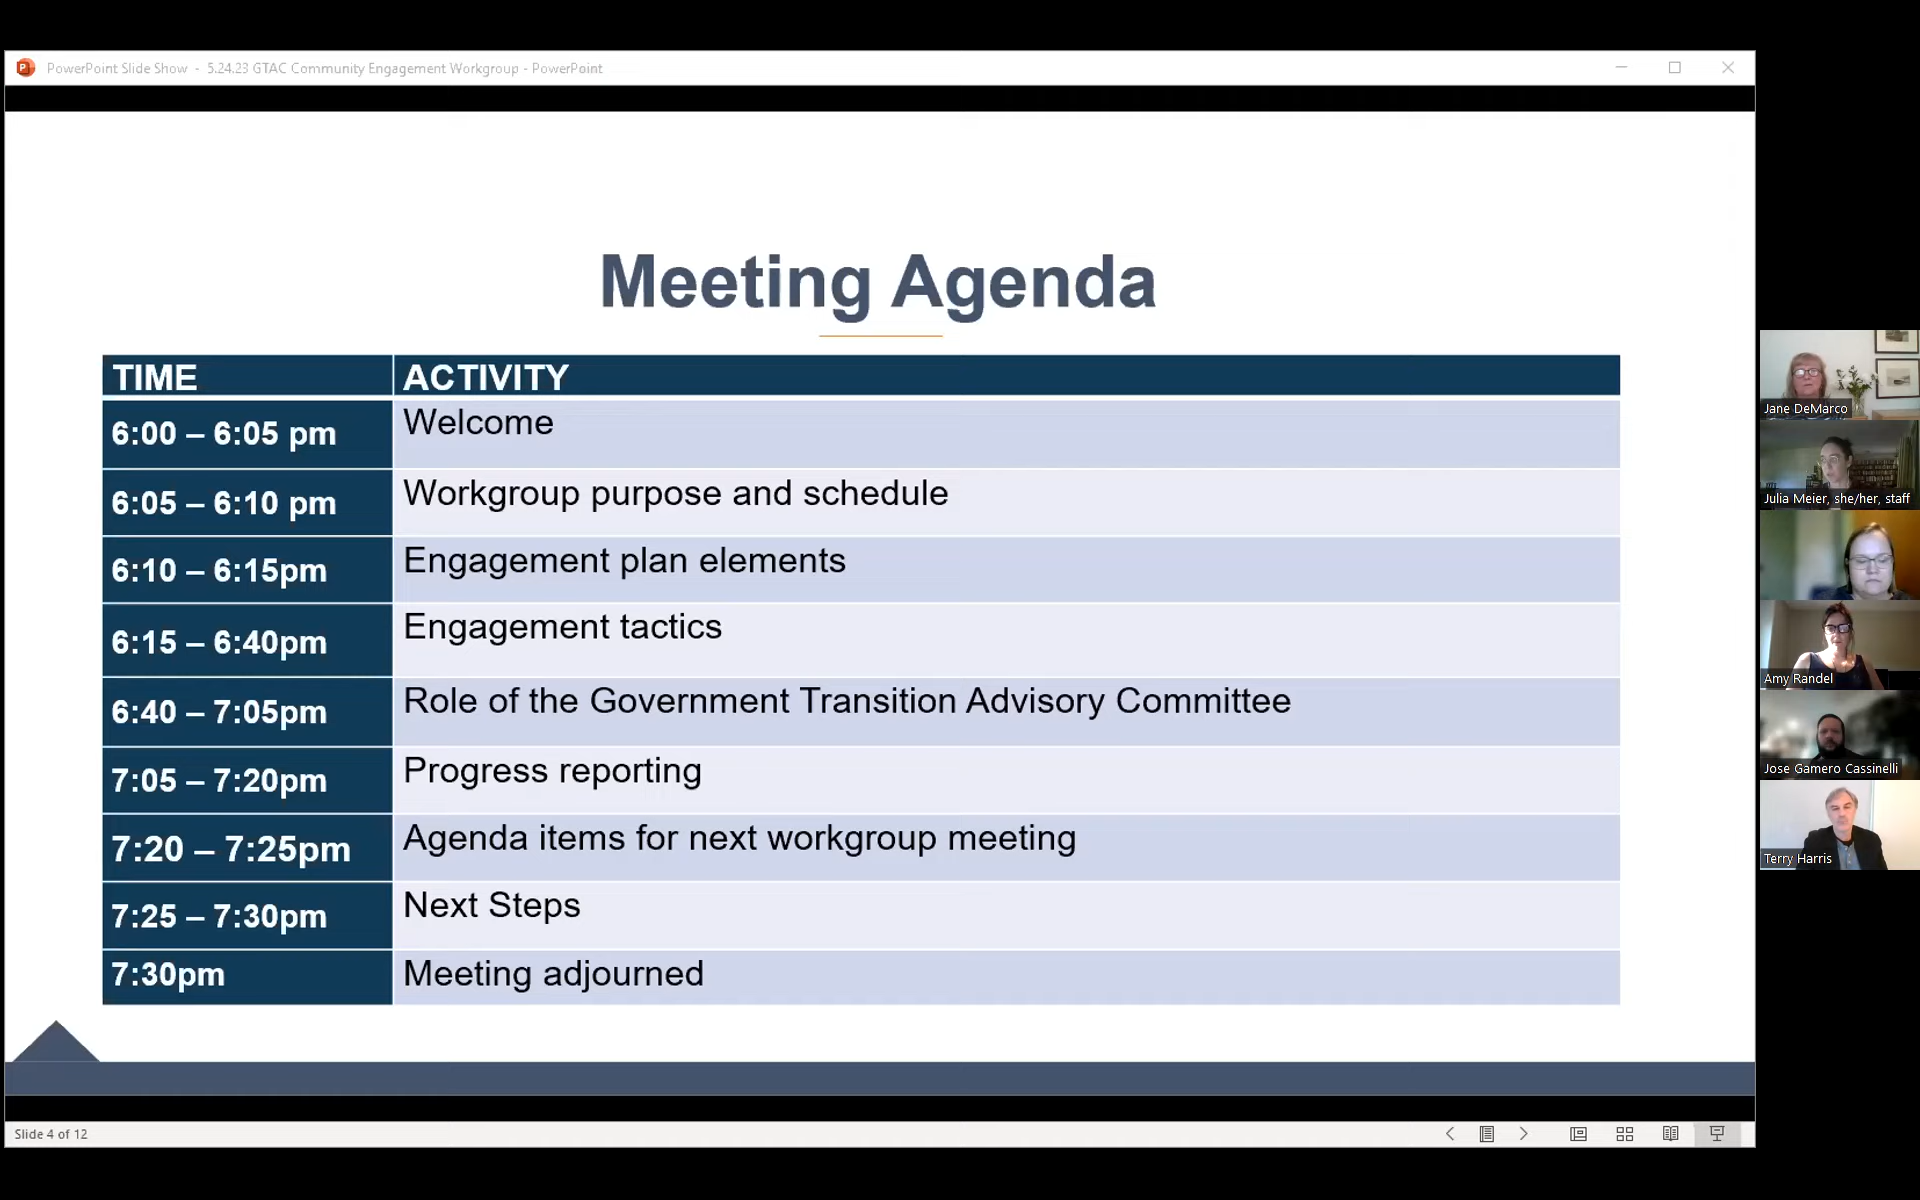 PowerPoint Slide Show - 5.24.23 GTAC Community Engagement Workgroup - PowerPoint
Meeting Agenda
TIME ACTIVITY
6:00 – 6:05 pm Welcome
6:05 – 6:10 pm Workgroup purpose and schedule
6:10 – 6:15pm Engagement plan elements
6:15 – 6:40pm Engagement tactics
6:40 – 7:05pm Role of the Government Transition Advisory Committee
7:05 – 7:20pm Progress reporting
7:20 – 7:25pm Agenda items for next workgroup meeting
7:25 – 7:30pm Next Steps
7:30pm Meeting adjourned
Slide 4 of 12
Jane DeMarco
Julia Meier, she/her, staff
Amy Randel
Jose Gamero Cassinelli
Terry Harris